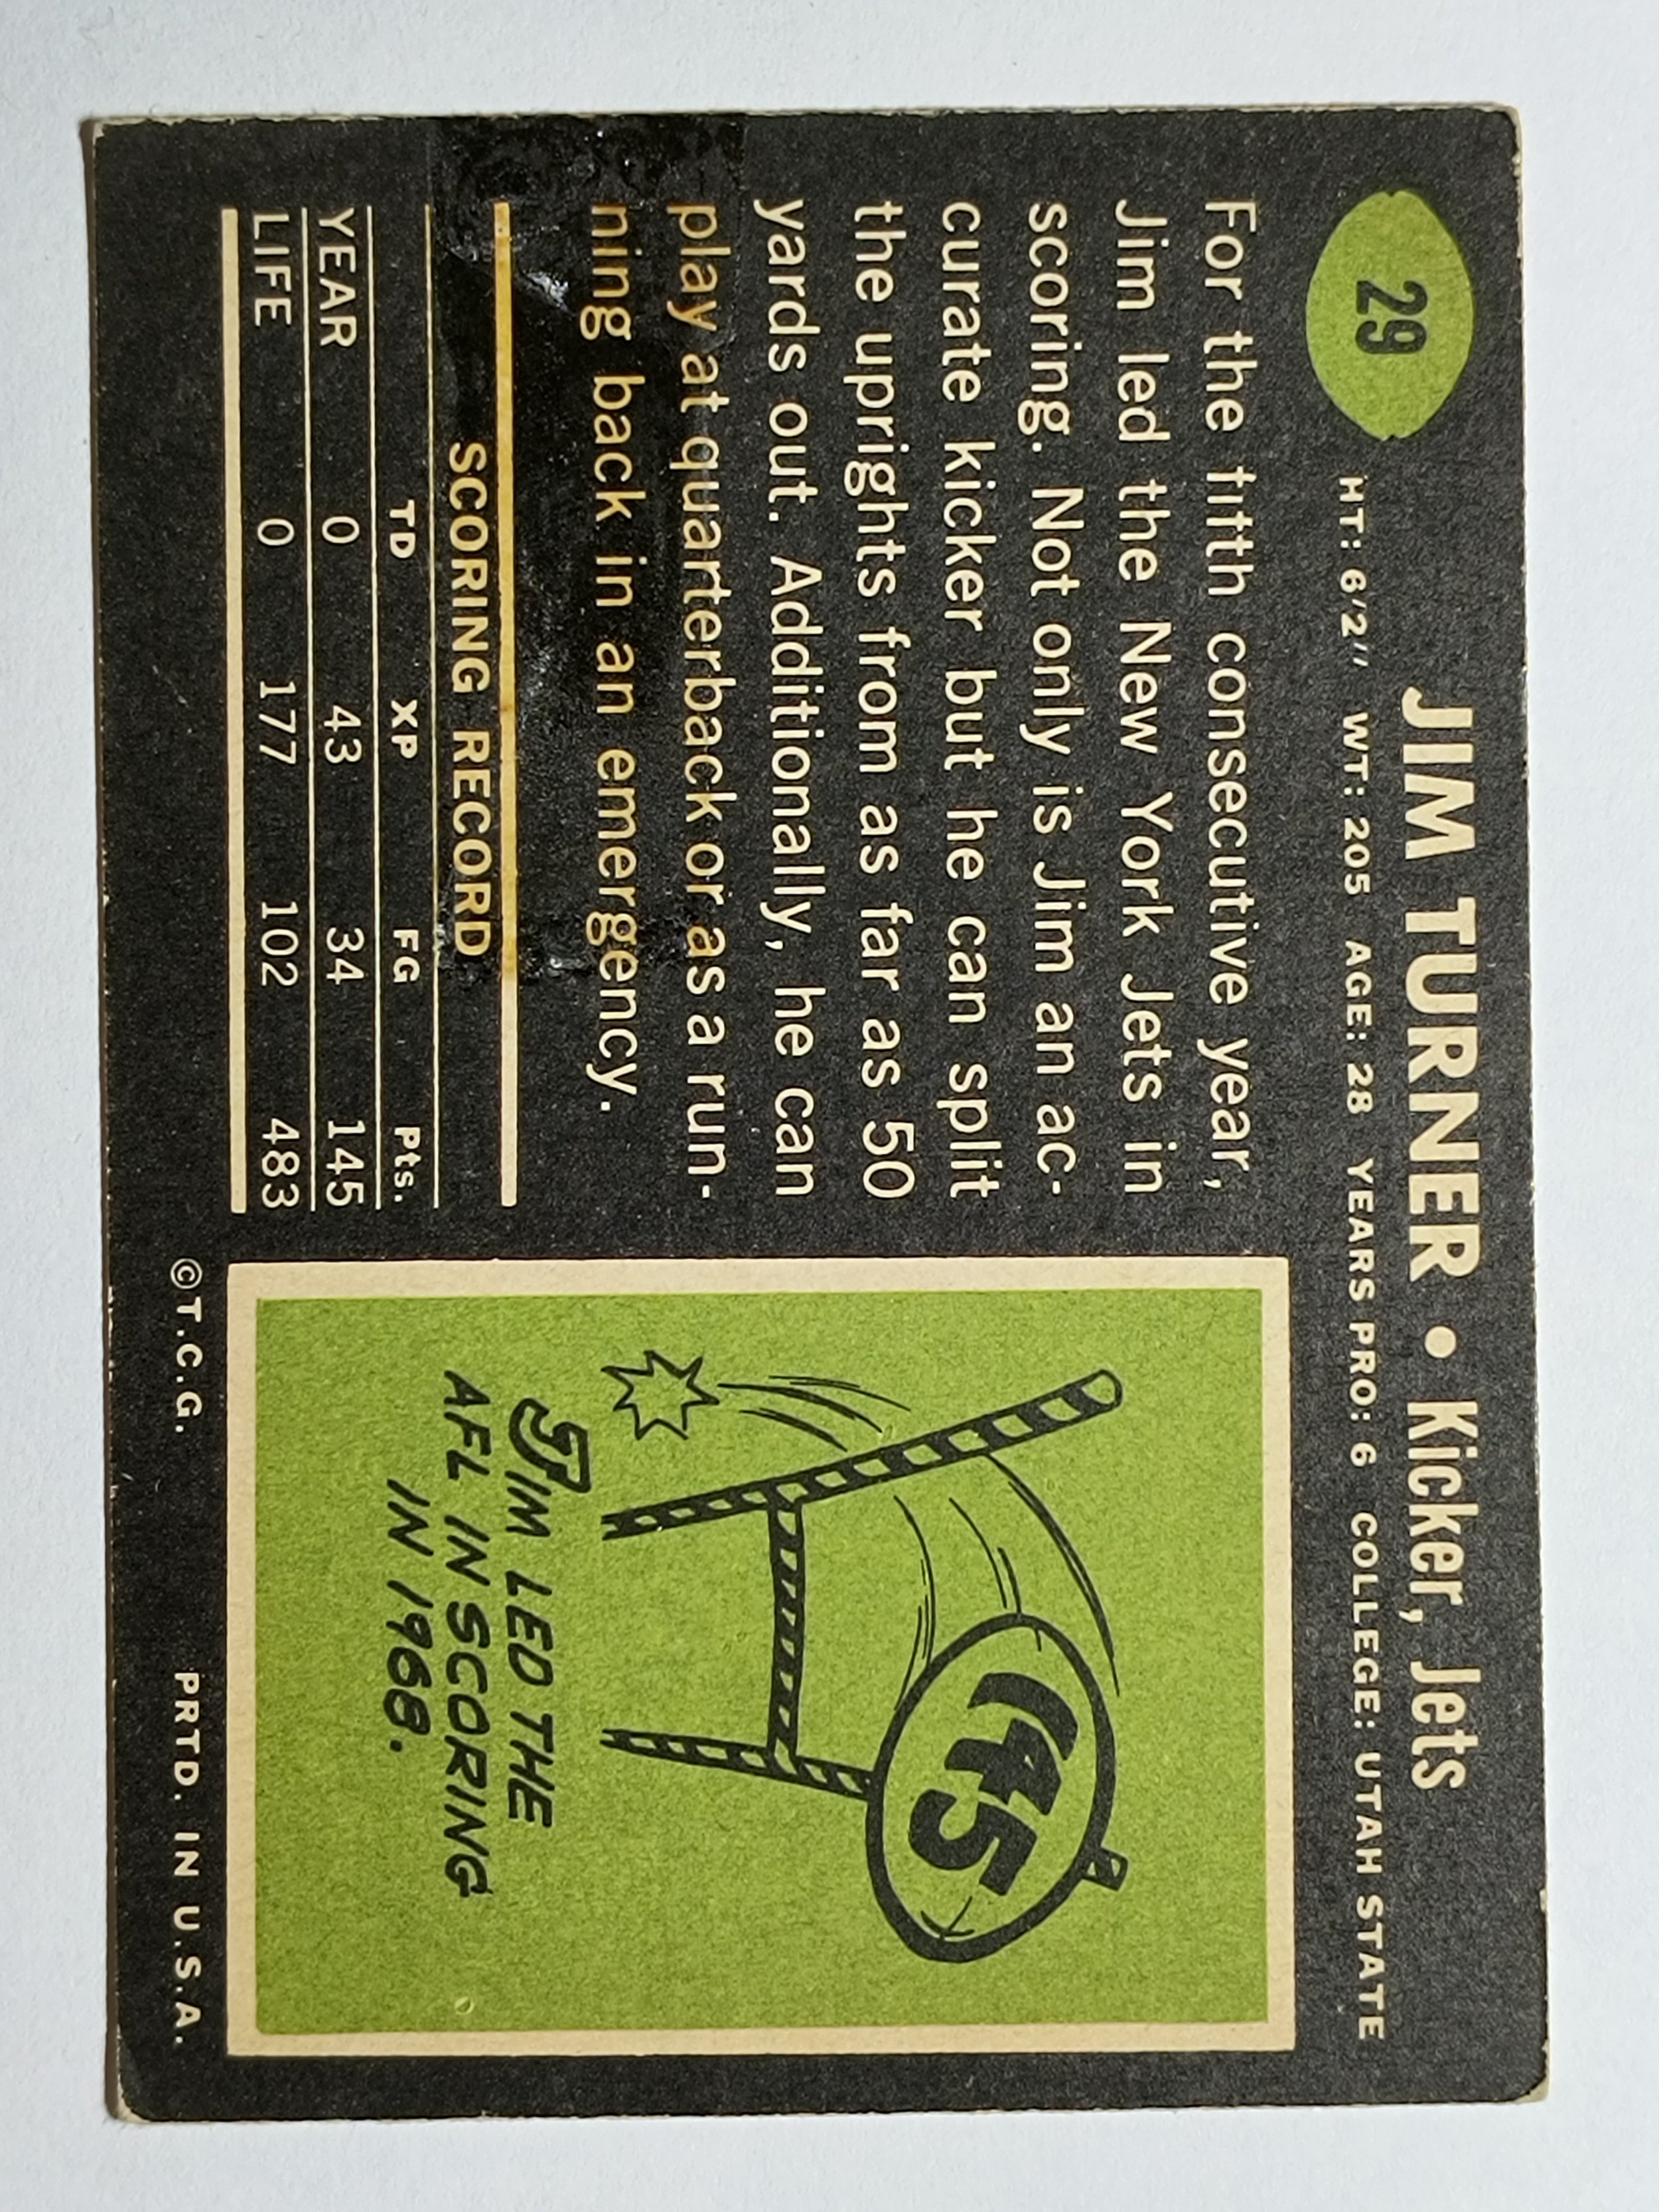 29
JIM TURNER • Kicker, Jets
HT: 6'2" WT: 205 AGE: 28 YEARS PRO: 6 COLLEGE: UTAH STATE
For the fifth consecutive year,
Jim led the New York Jets in
scoring. Not only is Jim an ac-
curate kicker but he can split
the uprights from as far as 50
yards out. Additionally, he can
play at quarterback or as a run-
ning back in an emergency.
SCORING RECORD
TD XP FG Pts.
YEAR 0 43 34 145
LIFE 0 177 102 483
145
JIM LED THE
AFL IN SCORING
IN 1968.
©T.C.G. PRTD. IN U.S.A.